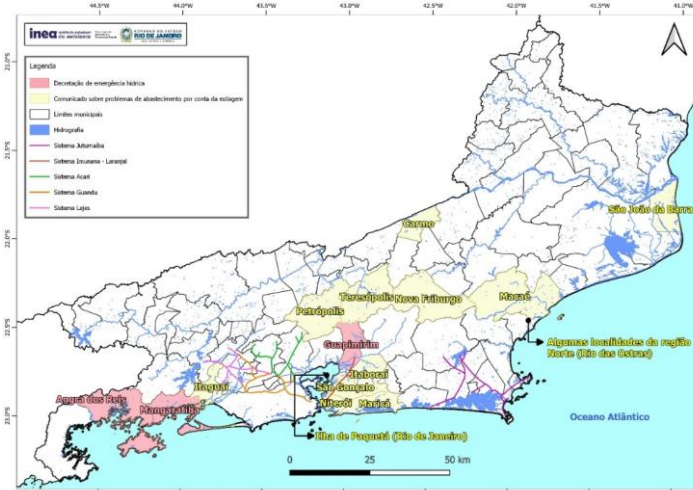 44.5°W 44.0°W 43.5°W 43.0°W 42.5°W 42.0°W 41.5°W 41.0°W
inea instituto estadual do ambiente
GOVERNO DO ESTADO
RIO DE JANEIRO
Legenda
Decretação de emergência hídrica
Comunicado sobre problemas de abastecimento por conta da estiagem
Limites municipais
Hidrografia
Sistema Juturnaíba
Sistema Imunana - Laranjal
Sistema Acari
Sistema Guandu
Sistema Lajes
21.0°S
21.5°S
22.0°S
22.5°S
23.0°S
São João da Barra
Carmo
Teresópolis
Nova Friburgo
Macaé
Petrópolis
Guapimirim
Algumas localidades da região
Norte (Rio das Ostras)
Itaboraí
Itaguaí
São Gonçalo
Angra dos Reis
Mangaratiba
Niterói
Maricá
Oceano Atlântico
Ilha de Paquetá (Rio de Janeiro)
0 25 50 km